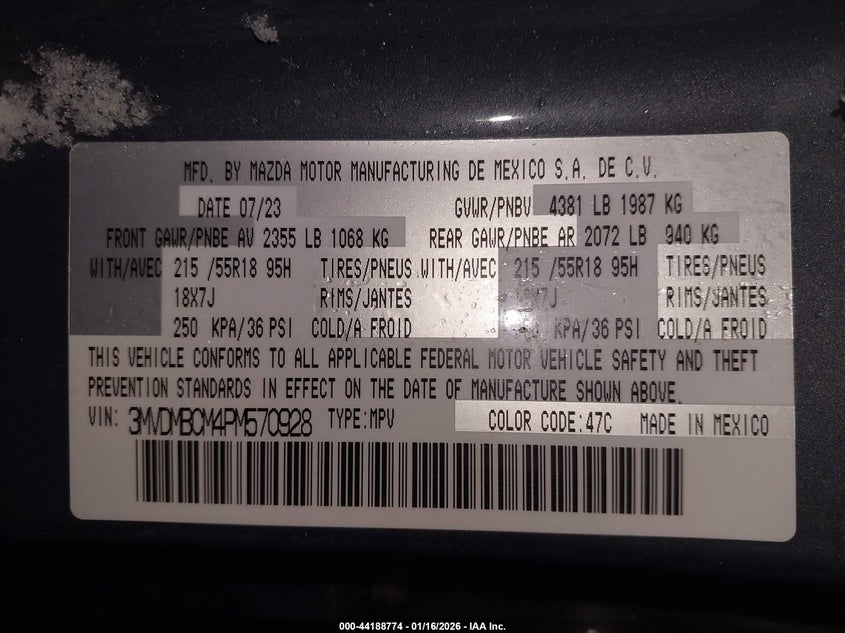 MFD. BY MAZDA MOTOR MANUFACTURING DE MEXICO S.A. DE C.V.
DATE 07/23 GVWR/PNBV 4381 LB 1987 KG
FRONT GAWR/PNBE AV 2355 LB 1068 KG REAR GAWR/PNBE AR 2072 LB 940 KG
WITH/AVEC 215 /55R18 95H TIRES/PNEUS WITH/AVEC 215 /55R18 95H TIRES/PNEUS
18X7J RIMS/JANTES RIMS/JANTES
250 KPA/36 PSI COLD/A FROID KPA/36 PSI COLD/A FROID
THIS VEHICLE CONFORMS TO ALL APPLICABLE FEDERAL MOTOR VEHICLE SAFETY AND THEFT
PREVENTION STANDARDS IN EFFECT ON THE DATE OF MANUFACTURE SHOWN ABOVE.
VIN: 3MVDMBCM4PM570928 TYPE:MPV COLOR CODE:47C MADE IN MEXICO
000-44188774 - 01/16/2026 - IAA Inc.